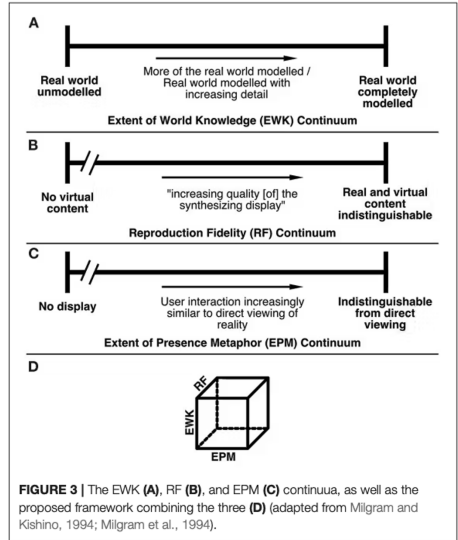 A
Real world
unmodelled
More of the real world modelled /
Real world modelled with
increasing detail
Real world
completely
modelled
Extent of World Knowledge (EWK) Continuum
B
No virtual
content
"increasing quality [of] the
synthesizing display"
Real and virtual
content
indistinguishable
Reproduction Fidelity (RF) Continuum
C
No display
User interaction increasingly
similar to direct viewing of
reality
Indistinguishable
from direct
viewing
Extent of Presence Metaphor (EPM) Continuum
D
RF
EWK
EPM
FIGURE 3 | The EWK (A), RF (B), and EPM (C) continuua, as well as the
proposed framework combining the three (D) (adapted from Milgram and
Kishino, 1994; Milgram et al., 1994).